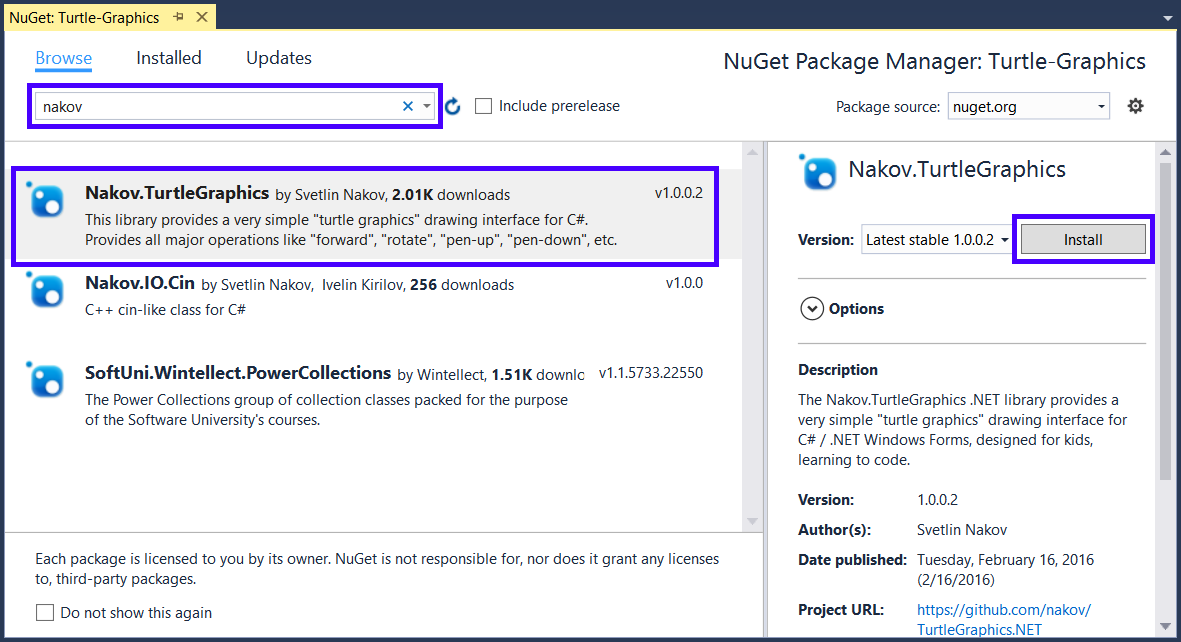 NuGet: Turtle-Graphics
Browse Installed Updates
NuGet Package Manager: Turtle-Graphics
nakov
Include prerelease
Package source: nuget.org
Nakov.TurtleGraphics by Svetlin Nakov, 2.01K downloads v1.0.0.2
This library provides a very simple "turtle graphics" drawing interface for C#.
Provides all major operations like "forward", "rotate", "pen-up", "pen-down", etc.
Nakov.IO.Cin by Svetlin Nakov, Ivelin Kirilov, 256 downloads v1.0.0
C++ cin-like class for C#
SoftUni.Wintellect.PowerCollections by Wintellect, 1.51K downlc v1.1.5733.22550
The Power Collections group of collection classes packed for the purpose
of the Software University's courses.
Each package is licensed to you by its owner. NuGet is not responsible for, nor does it grant any licenses
to, third-party packages.
Do not show this again
Nakov.TurtleGraphics
Version: Latest stable 1.0.0.2 Install
Options
Description
The Nakov.TurtleGraphics .NET library provides a
very simple "turtle graphics" drawing interface for
C# / .NET Windows Forms, designed for kids,
learning to code.
Version: 1.0.0.2
Author(s): Svetlin Nakov
Date published: Tuesday, February 16, 2016
(2/16/2016)
Project URL: https://github.com/nakov/
TurtleGraphics.NET